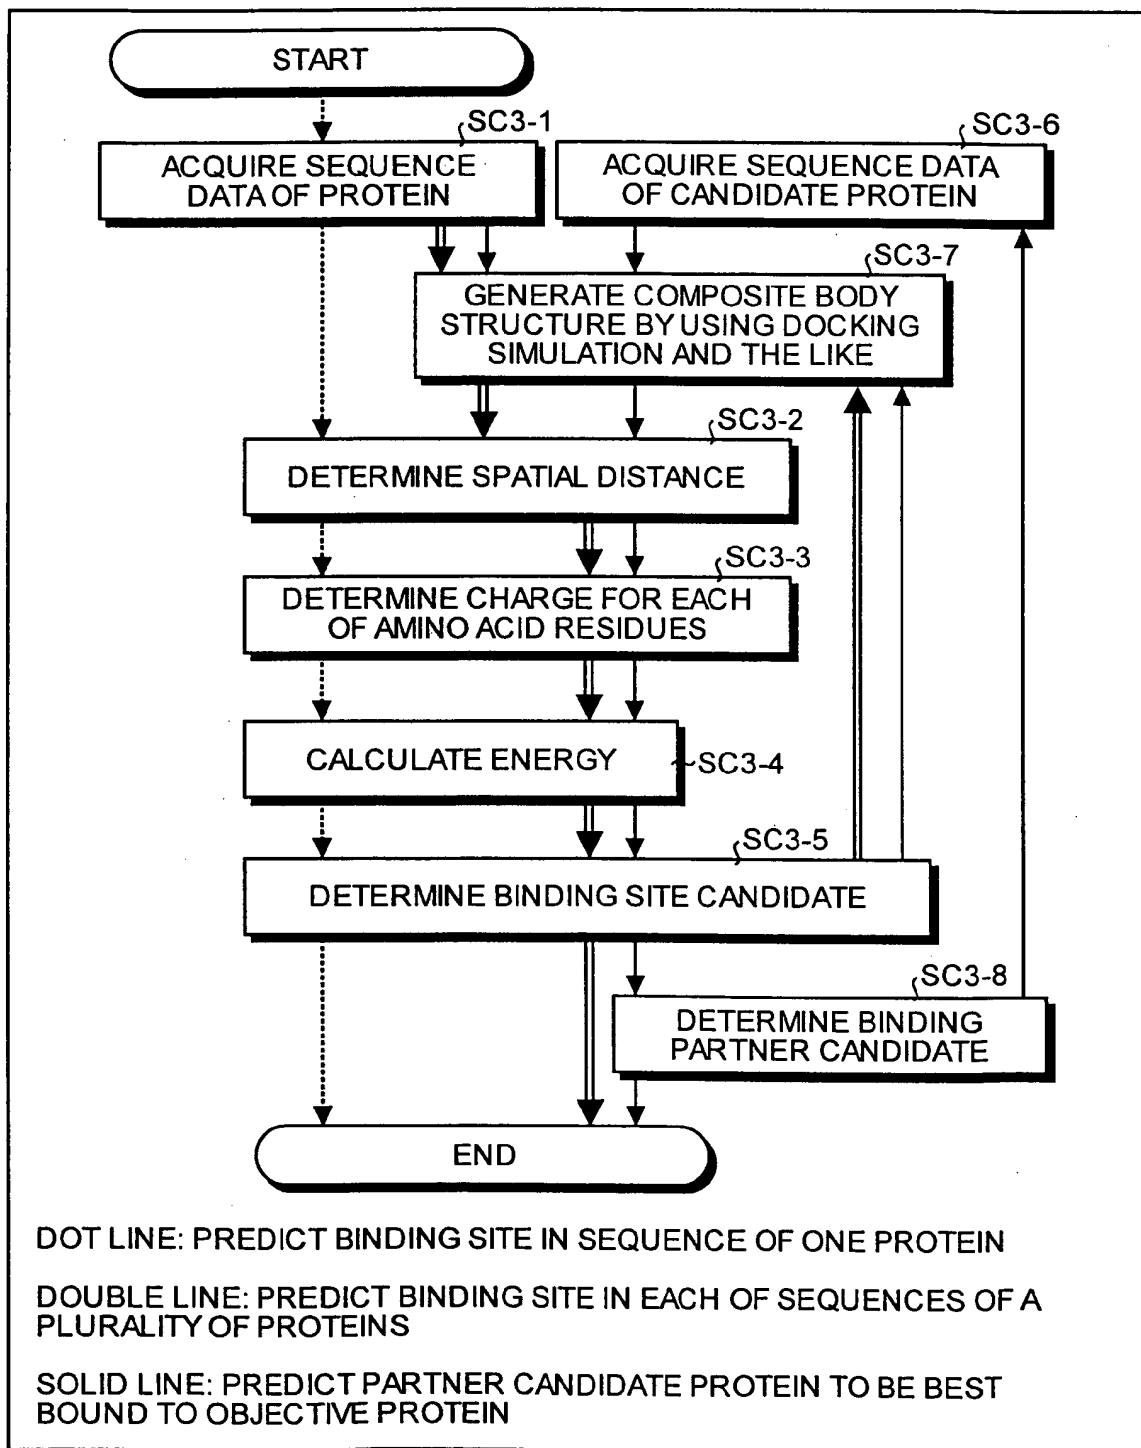 START
SC3-1
SC3-6
ACQUIRE SEQUENCE
DATA OF PROTEIN
ACQUIRE SEQUENCE DATA
OF CANDIDATE PROTEIN
SC3-7
GENERATE COMPOSITE BODY
STRUCTURE BY USING DOCKING
SIMULATION AND THE LIKE
SC3-2
DETERMINE SPATIAL DISTANCE
SC3-3
DETERMINE CHARGE FOR EACH
OF AMINO ACID RESIDUES
CALCULATE ENERGY
SC3-4
SC3-5
DETERMINE BINDING SITE CANDIDATE
SC3-8
DETERMINE BINDING
PARTNER CANDIDATE
END
DOT LINE: PREDICT BINDING SITE IN SEQUENCE OF ONE PROTEIN
DOUBLE LINE: PREDICT BINDING SITE IN EACH OF SEQUENCES OF A
PLURALITY OF PROTEINS
SOLID LINE: PREDICT PARTNER CANDIDATE PROTEIN TO BE BEST
BOUND TO OBJECTIVE PROTEIN